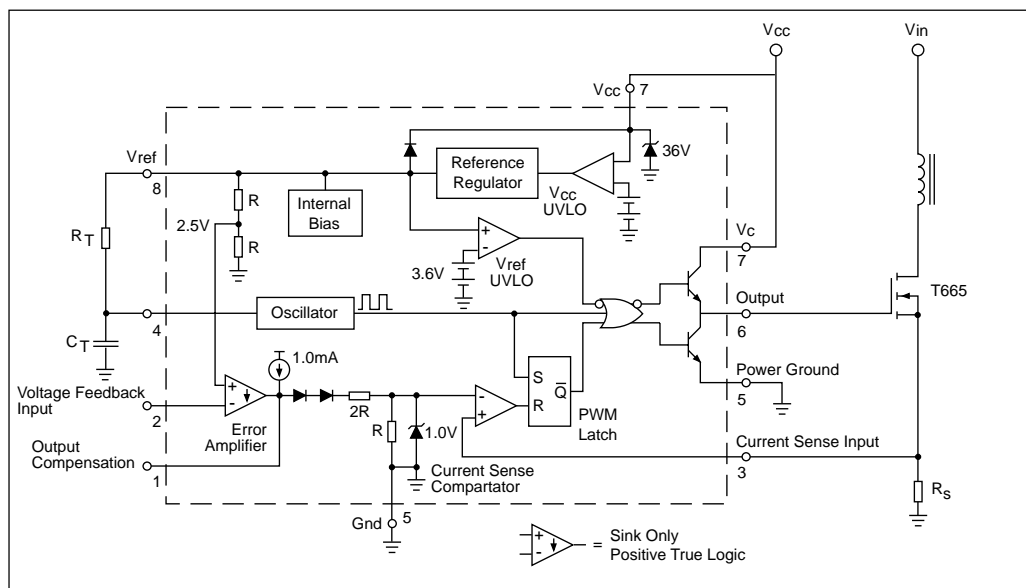 Vcc
Vin
Vcc
7
36V
Vref
8
Reference
Regulator
Vcc
UVLO
R
Internal
Bias
2.5V
R
RT
+
-
Vref
UVLO
3.6V
Vc
7
T665
Output
6
Oscillator
4
CT
1.0mA
Power Ground
5
Voltage Feedback
Input
2
+
-
Error
Amplifier
2R
R
1.0V
-
+
S
R
Q̅
PWM
Latch
Current Sense Input
3
Output
Compensation
1
Current Sense
Compartator
Rs
Gnd
5
+
-
= Sink Only
Positive True Logic